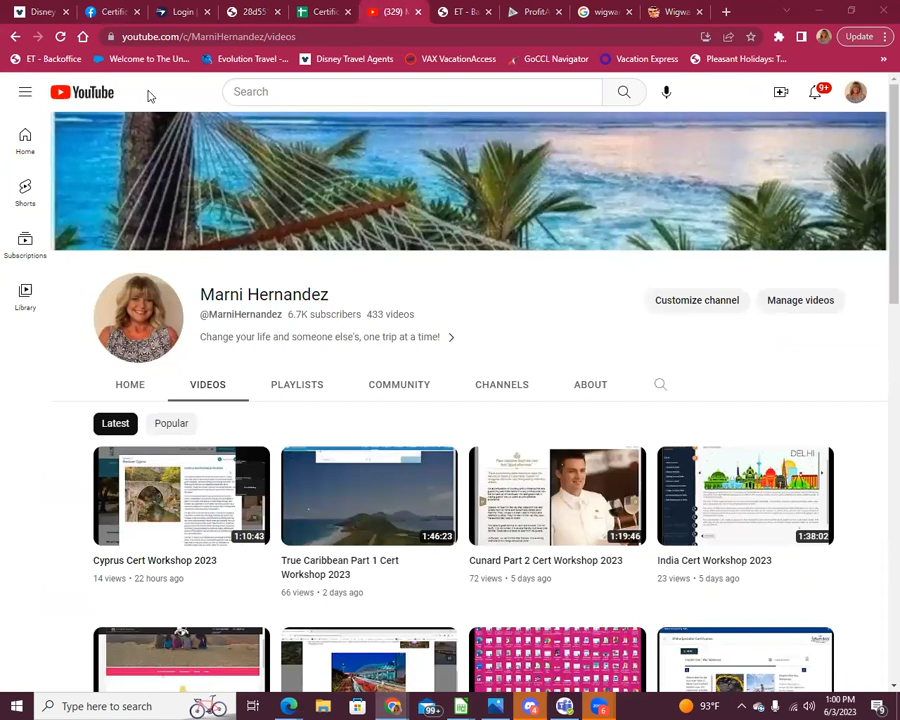 Disney
Certific
Login |
28d55
Certific
(329) M
ET - Ba
ProfitA
wigwa
Wigwa
youtube.com/c/MarniHernandez/videos
Update
ET - Backoffice
Welcome to The Un...
Evolution Travel -...
Disney Travel Agents
VAX VacationAccess
GoCCL Navigator
Vacation Express
Pleasant Holidays: T...
YouTube
Search
9+
Home
Shorts
Subscriptions
Library
Marni Hernandez
@MarniHernandez 6.7K subscribers 433 videos
Change your life and someone else's, one trip at a time!
Customize channel
Manage videos
HOME
VIDEOS
PLAYLISTS
COMMUNITY
CHANNELS
ABOUT
Latest
Popular
DELHI
1:10:43
1:46:23
1:19:46
1:38:02
Cyprus Cert Workshop 2023
14 views • 22 hours ago
True Caribbean Part 1 Cert
Workshop 2023
66 views • 2 days ago
Cunard Part 2 Cert Workshop 2023
72 views • 5 days ago
India Cert Workshop 2023
23 views • 5 days ago
Type here to search
99+
93°F
1:00 PM
6/3/2023